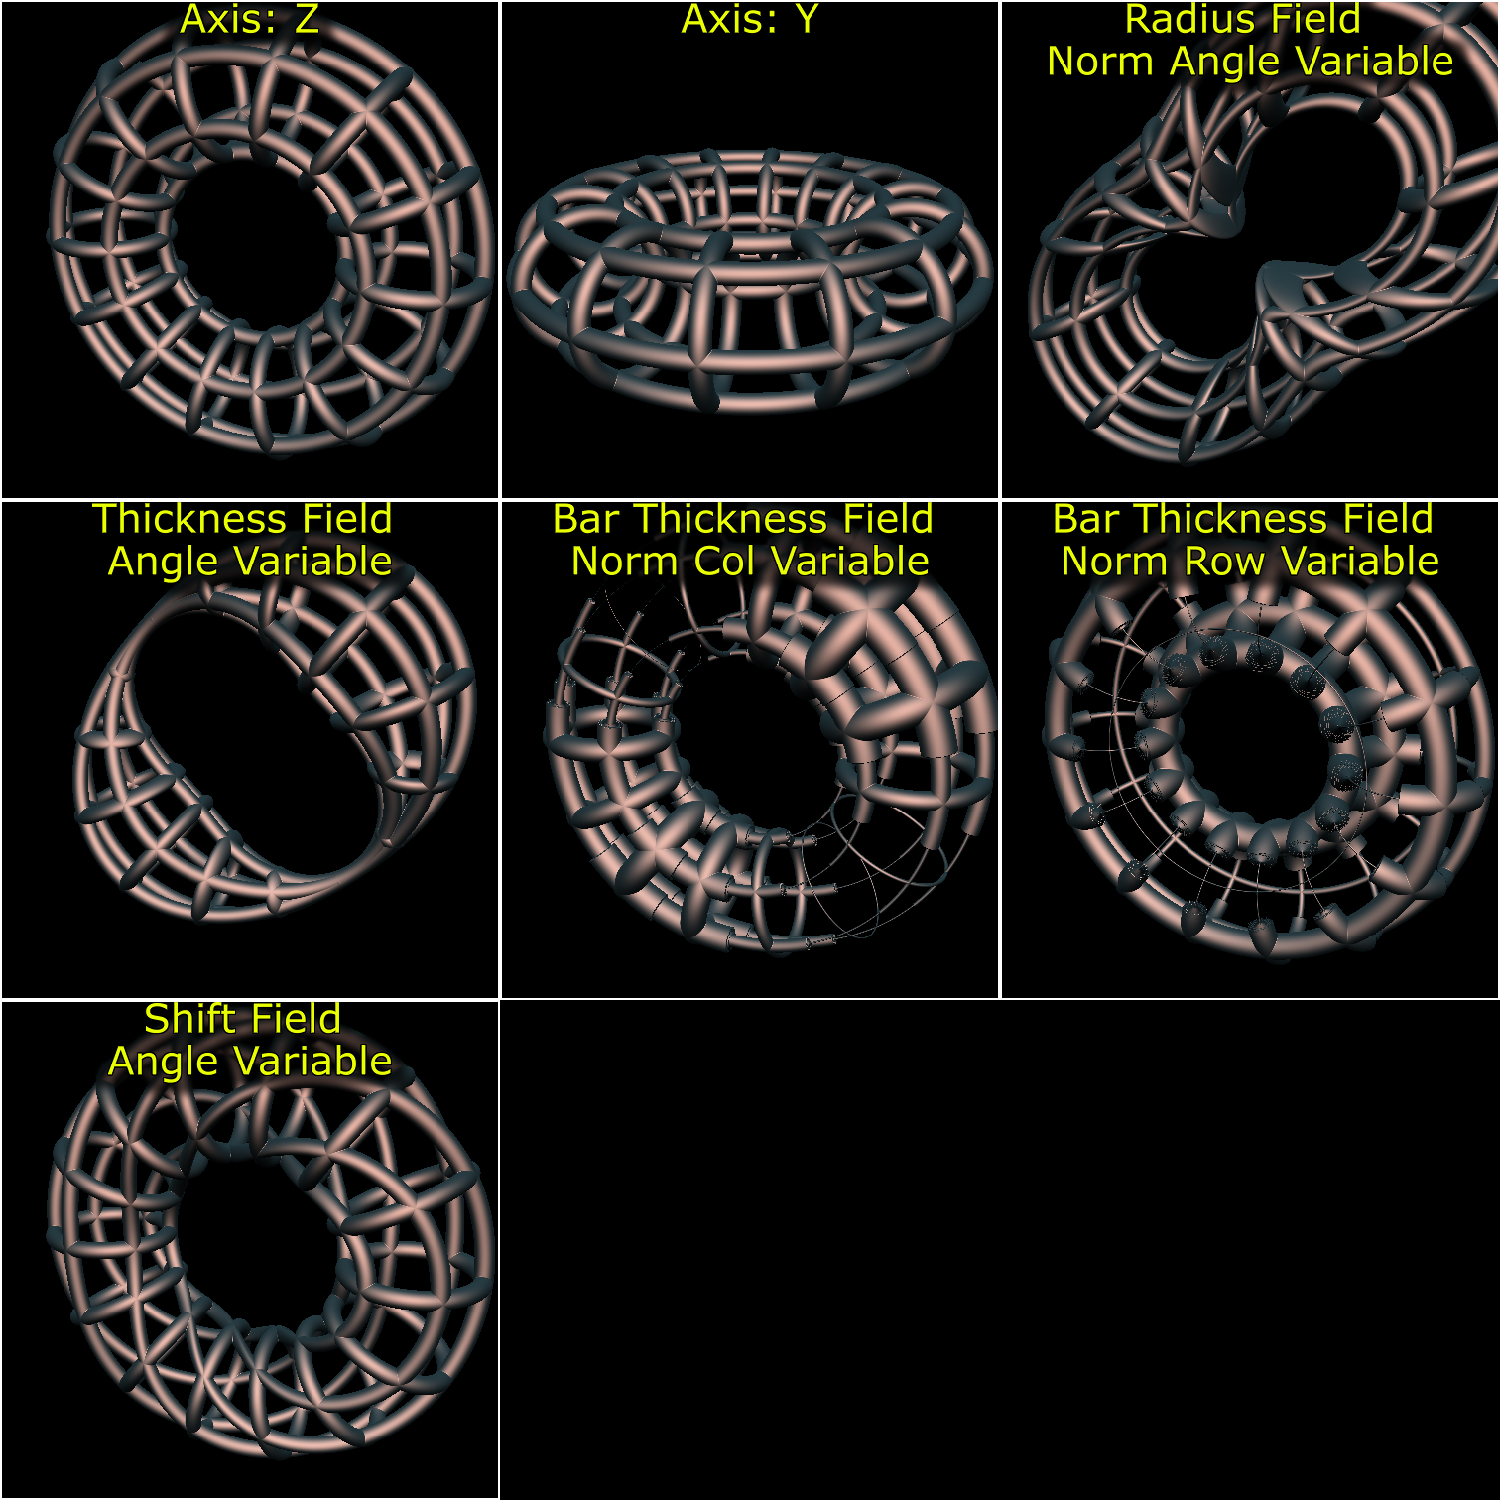 Axis: Z
Axis: Y
Radius Field
Norm Angle Variable
Thickness Field
Angle Variable
Bar Thickness Field
Norm Col Variable
Bar Thickness Field
Norm Row Variable
Shift Field
Angle Variable